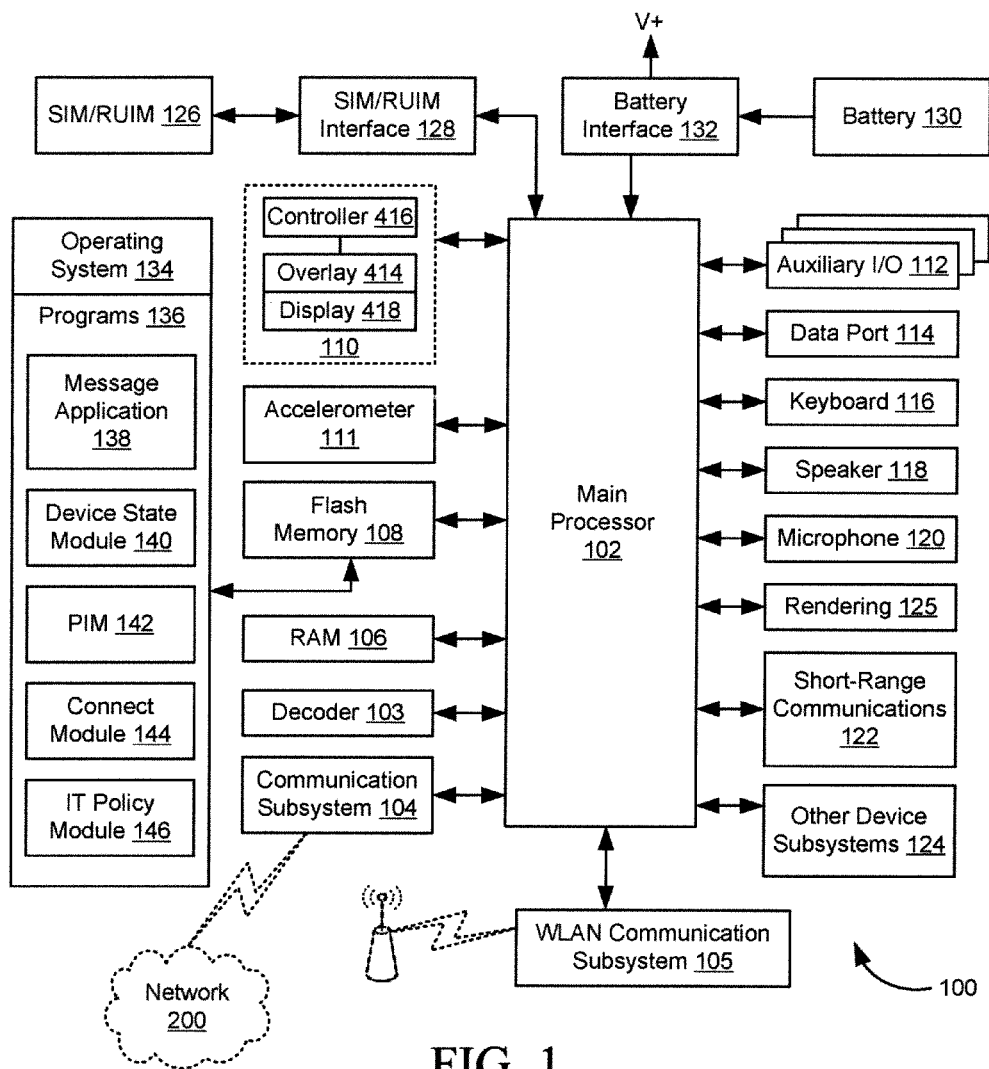 V+
SIM/RUIM 126
SIM/RUIM
Interface 128
Battery
Interface 132
Battery 130
Operating
System 134
Programs 136
Message
Application
138
Device State
Module 140
PIM 142
Connect
Module 144
IT Policy
Module 146
Controller 416
Overlay 414
Display 418
110
Accelerometer
111
Flash
Memory 108
RAM 106
Decoder 103
Communication
Subsystem 104
Main
Processor
102
Auxiliary I/O 112
Data Port 114
Keyboard 116
Speaker 118
Microphone 120
Rendering 125
Short-Range
Communications
122
Other Device
Subsystems 124
WLAN Communication
Subsystem 105
Network
200
100
FIG. 1